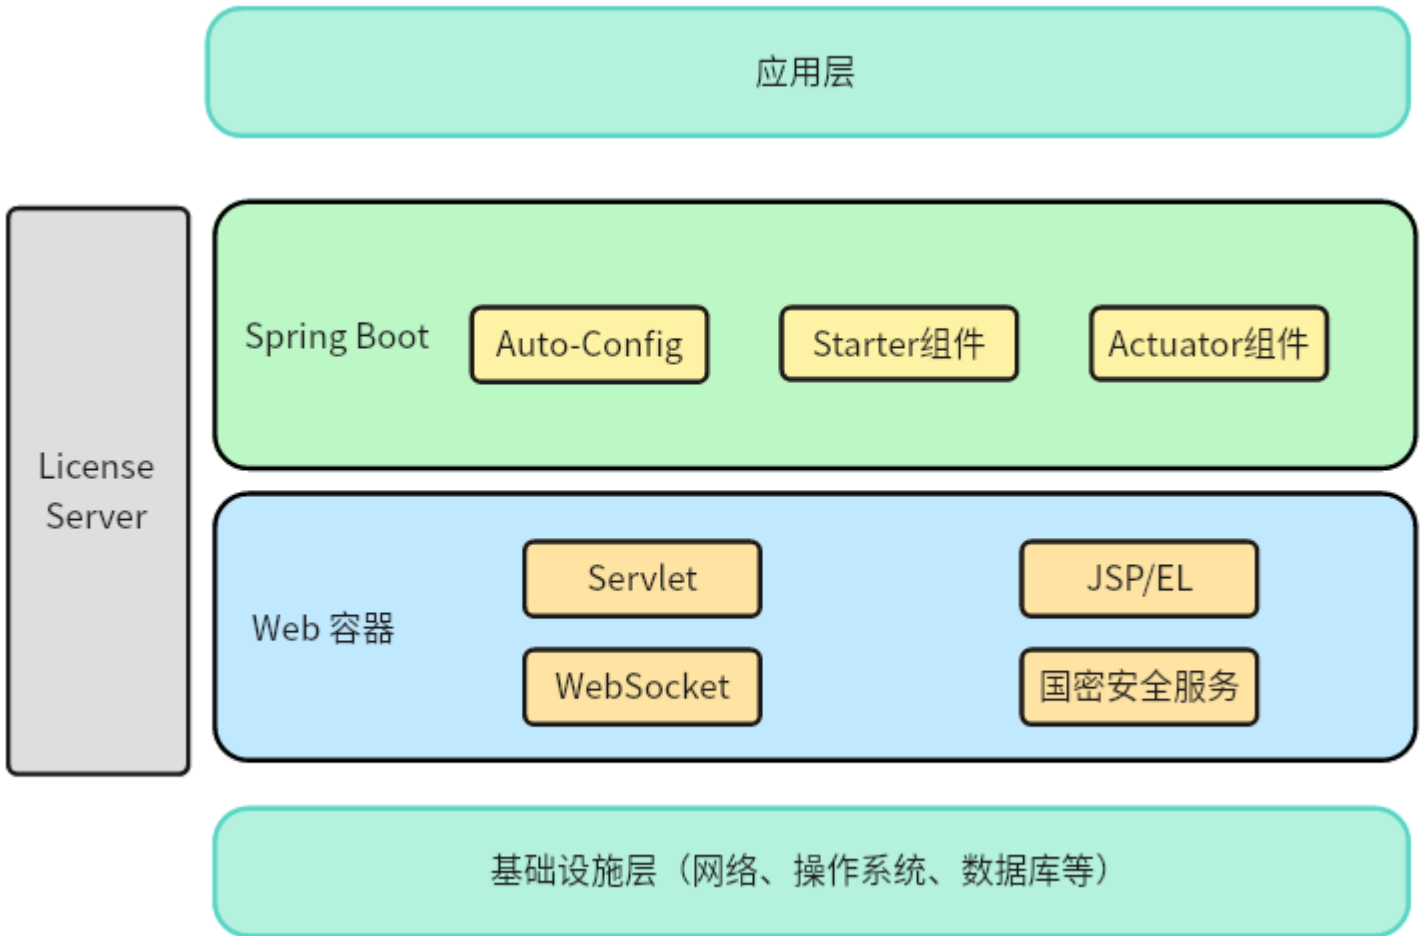 应用层
License
Server
Spring Boot
Auto-Config
Starter组件
Actuator组件
Web 容器
Servlet
JSP/EL
WebSocket
国密安全服务
基础设施层（网络、操作系统、数据库等）